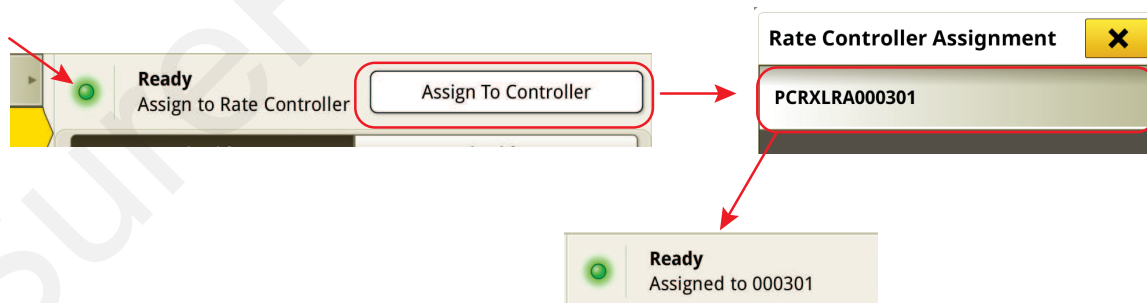 Ready
Assign to Rate Controller
Assign To Controller
Rate Controller Assignment
PCRXLRA000301
Ready
Assigned to 000301